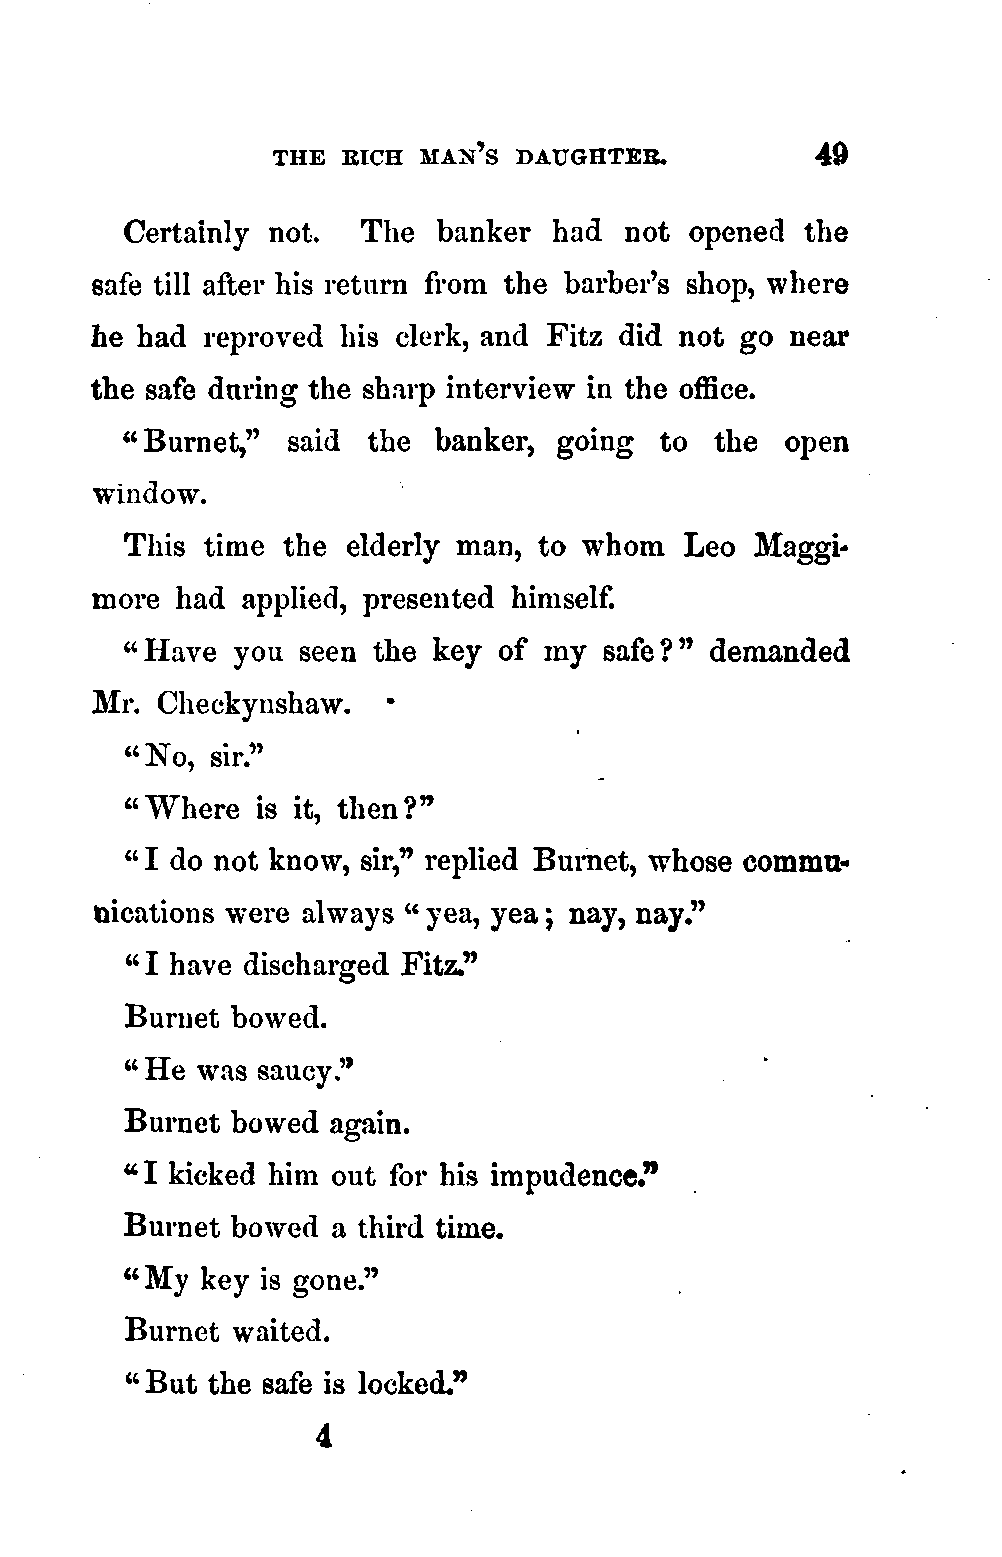 THE RICH MAN'S DAUGHTER. 49
Certainly not. The banker had not opened the
safe till after his return from the barber's shop, where
he had reproved his clerk, and Fitz did not go near
the safe during the sharp interview in the office.
"Burnet," said the banker, going to the open
window.
This time the elderly man, to whom Leo Maggi-
more had applied, presented himself.
"Have you seen the key of my safe?" demanded
Mr. Checkynshaw.
"No, sir."
"Where is it, then?"
"I do not know, sir," replied Burnet, whose commu-
nications were always "yea, yea; nay, nay."
"I have discharged Fitz."
Burnet bowed.
"He was saucy."
Burnet bowed again.
"I kicked him out for his impudence."
Burnet bowed a third time.
"My key is gone."
Burnet waited.
"But the safe is locked."
4